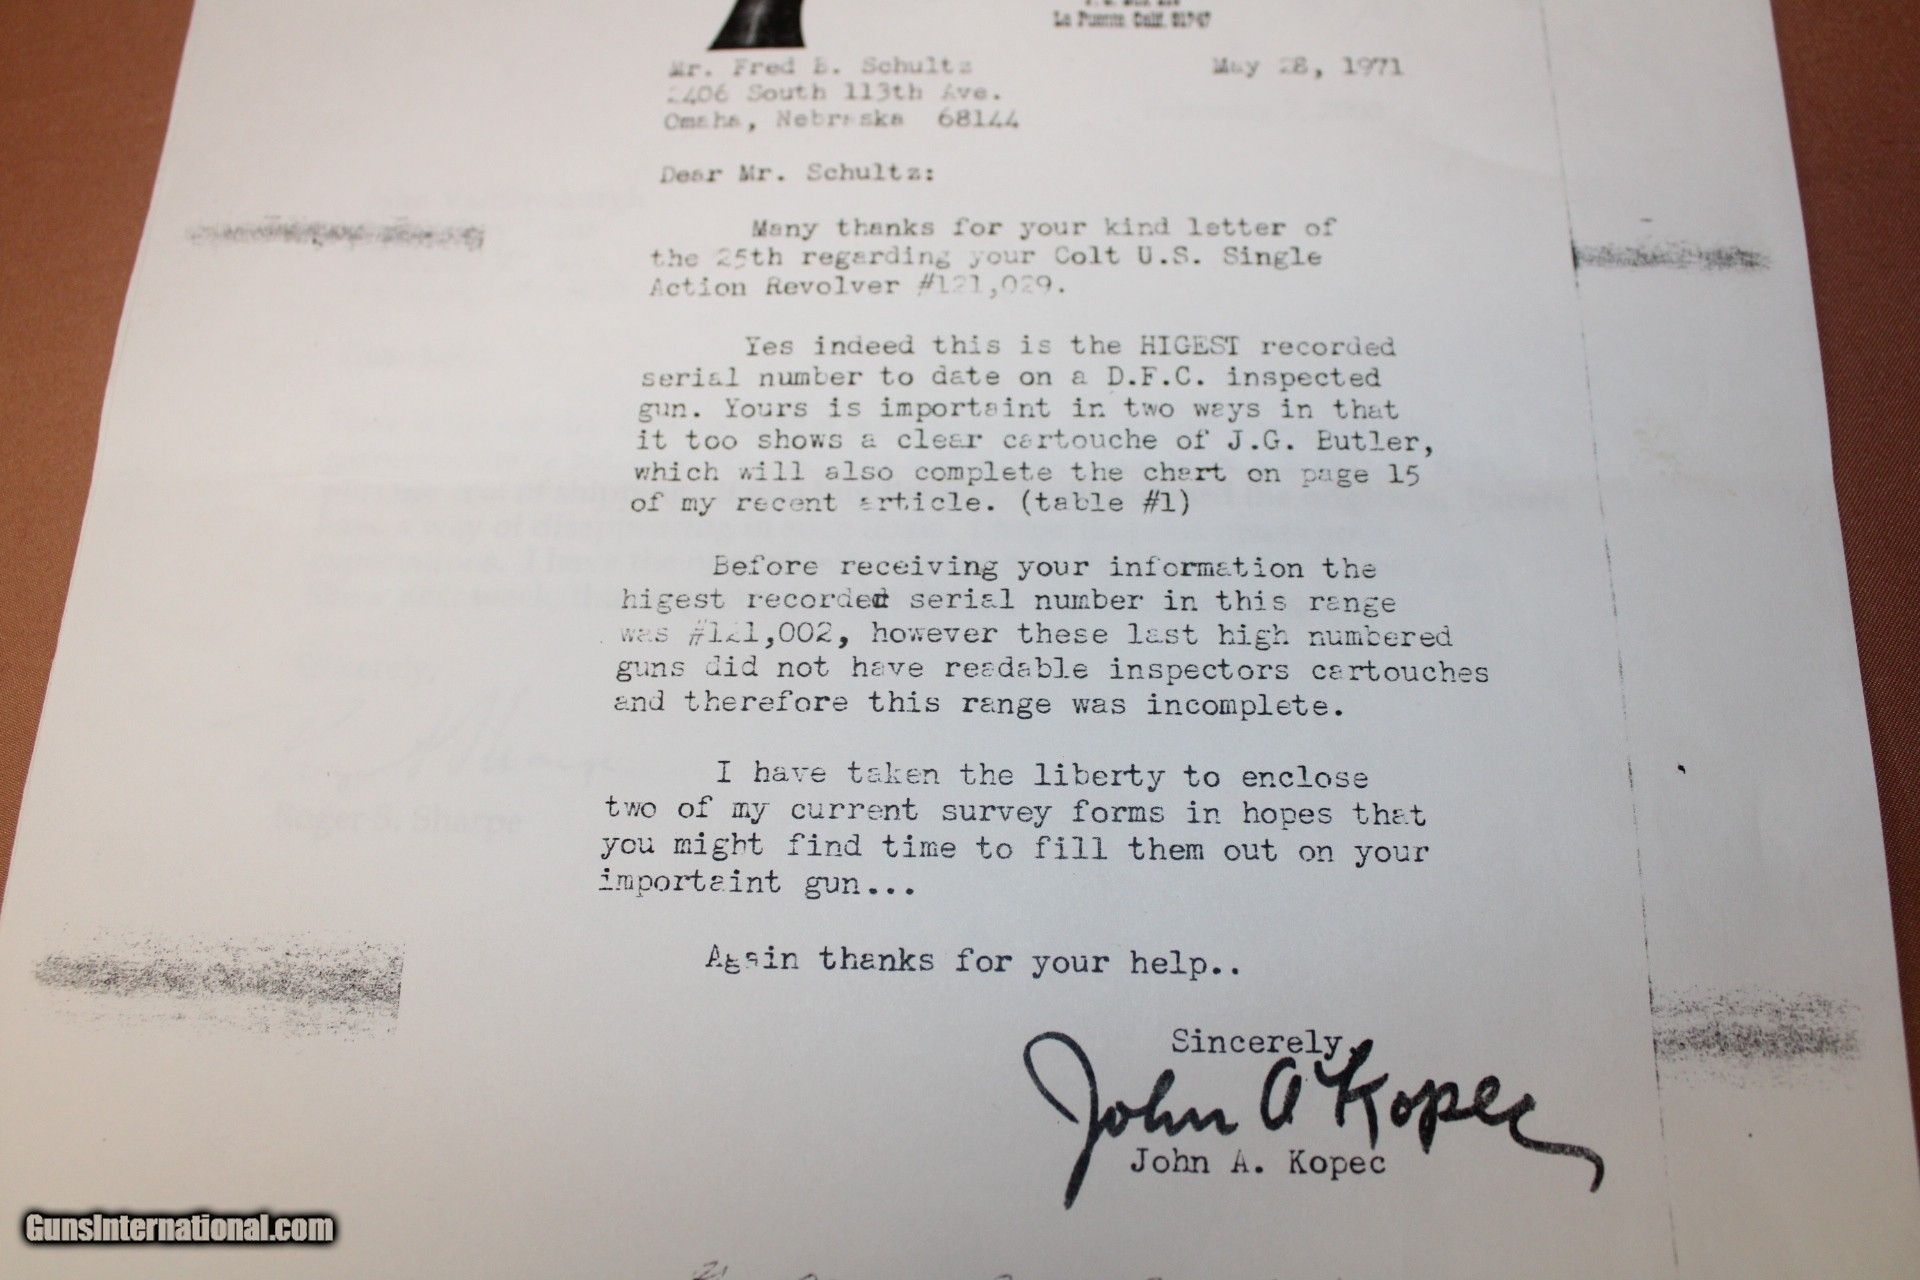 La Puente Calif. 91747
Mr. Fred B. Schultz
May 28, 1971
2406 South 113th Ave.
Omaha, Nebraska 68144
Dear Mr. Schultz:
Many thanks for your kind letter of
the 25th regarding your Colt U.S. Single
Action Revolver #121,029.
Yes indeed this is the HIGEST recorded
serial number to date on a D.F.C. inspected
gun. Yours is importaint in two ways in that
it too shows a clear cartouche of J.G. Butler,
which will also complete the chart on page 15
of my recent article. (table #1)
Before receiving your information the
higest recorded serial number in this range
was #121,002, however these last high numbered
guns did not have readable inspectors cartouches
and therefore this range was incomplete.
I have taken the liberty to enclose
two of my current survey forms in hopes that
you might find time to fill them out on your
importaint gun...
Again thanks for your help..
Sincerely,
John A Kopec
John A. Kopec
Sincerely,
Roger S. Sharpe
GunsInternational.com